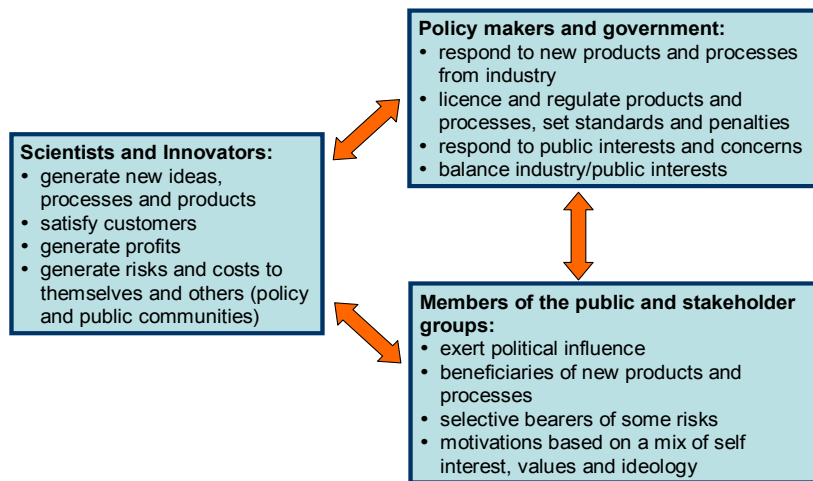 Policy makers and government:
• respond to new products and processes
from industry
• licence and regulate products and
processes, set standards and penalties
• respond to public interests and concerns
• balance industry/public interests
Scientists and Innovators:
• generate new ideas,
processes and products
• satisfy customers
• generate profits
• generate risks and costs to
themselves and others (policy
and public communities)
Members of the public and stakeholder
groups:
• exert political influence
• beneficiaries of new products and
processes
• selective bearers of some risks
• motivations based on a mix of self
interest, values and ideology